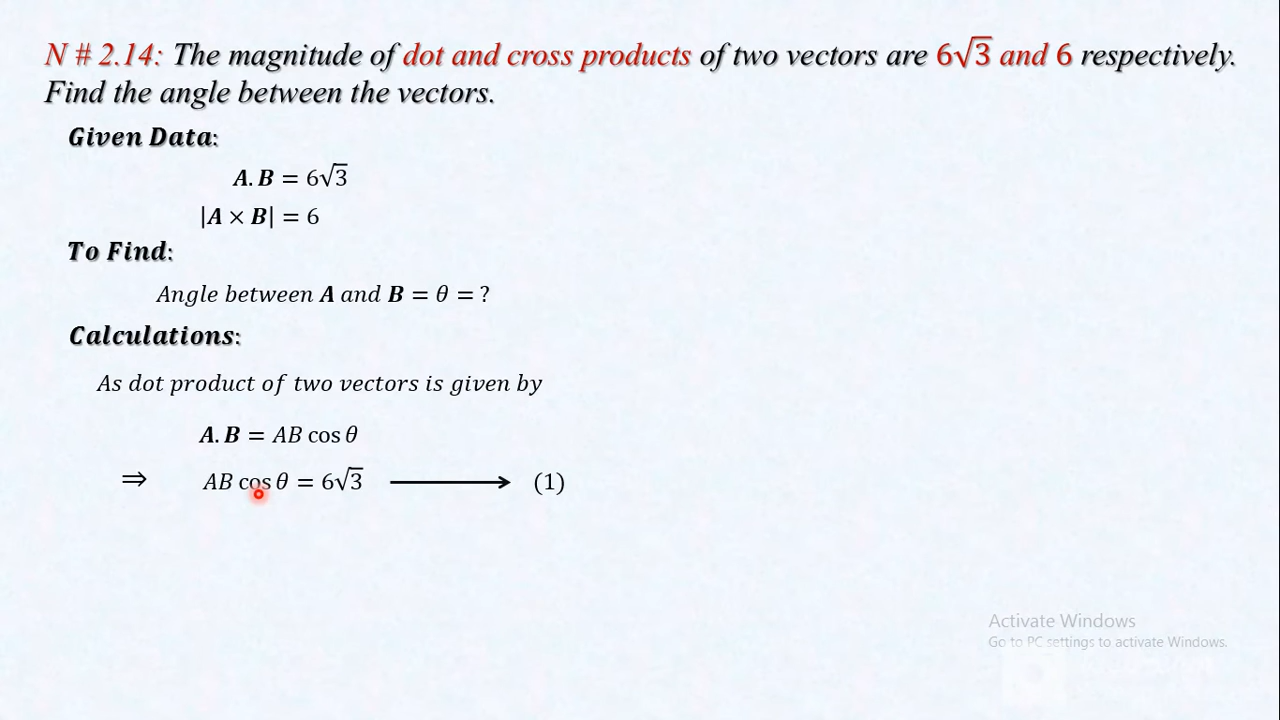 N # 2.14: The magnitude of dot and cross products of two vectors are 6√3 and 6 respectively.
Find the angle between the vectors.
Given Data:
A.B = 6√3
|A × B| = 6
To Find:
Angle between A and B = θ = ?
Calculations:
As dot product of two vectors is given by
A.B = AB cos θ
⇒ AB cos θ = 6√3 ⟶ (1)
Activate Windows
Go to PC settings to activate Windows.